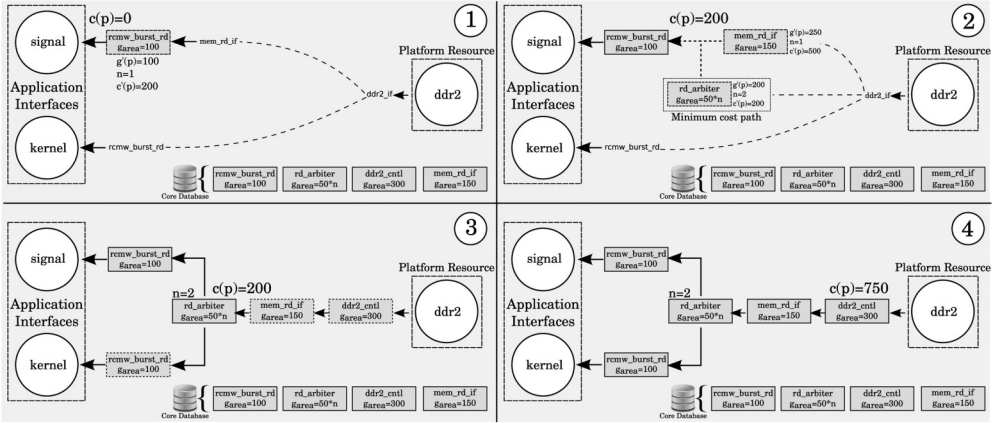 c(p)=0
1
signal
rcmw_burst_rd
garea=100
mem_rd_if
g'(p)=100
n=1
c'(p)=200
Platform Resource
Application
Interfaces
ddr2_if
ddr2
kernel
rcmw_burst_rd
Core Database
{
rcmw_burst_rd
garea=100
rd_arbiter
garea=50*n
ddr2_cntl
garea=300
mem_rd_if
garea=150
c(p)=200
2
signal
rcmw_burst_rd
garea=100
mem_rd_if
garea=150
g'(p)=250
n=1
c'(p)=500
Platform Resource
Application
Interfaces
rd_arbiter
garea=50*n
g'(p)=200
n=2
c'(p)=200
Minimum cost path
ddr2_if
ddr2
kernel
rcmw_burst_rd
Core Database
{
rcmw_burst_rd
garea=100
rd_arbiter
garea=50*n
ddr2_cntl
garea=300
mem_rd_if
garea=150
3
signal
rcmw_burst_rd
garea=100
Platform Resource
Application
Interfaces
n=2
c(p)=200
rd_arbiter
garea=50*n
mem_rd_if
garea=150
ddr2_cntl
garea=300
ddr2
kernel
rcmw_burst_rd
garea=100
Core Database
{
rcmw_burst_rd
garea=100
rd_arbiter
garea=50*n
ddr2_cntl
garea=300
mem_rd_if
garea=150
4
signal
rcmw_burst_rd
garea=100
Platform Resource
Application
Interfaces
n=2
c(p)=750
rd_arbiter
garea=50*n
mem_rd_if
garea=150
ddr2_cntl
garea=300
ddr2
kernel
rcmw_burst_rd
garea=100
Core Database
{
rcmw_burst_rd
garea=100
rd_arbiter
garea=50*n
ddr2_cntl
garea=300
mem_rd_if
garea=150